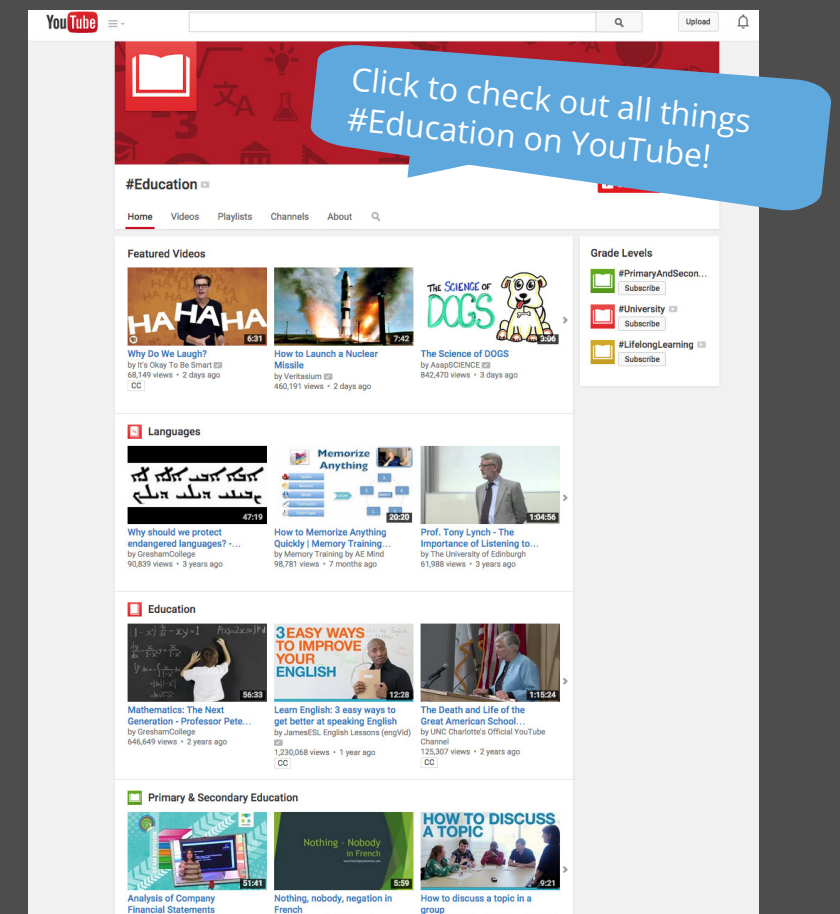 YouTube
Upload
Click to check out all things
#Education on YouTube!
#Education
Home Videos Playlists Channels About
Featured Videos
HA HA HA HA
HAHAHA
6:31
Why Do We Laugh?
by It's Okay To Be Smart
68,149 views • 2 days ago
CC
7:42
How to Launch a Nuclear
Missile
by Veritasium
460,191 views • 2 days ago
THE SCIENCE OF
DOGS
3:06
The Science of DOGS
by AsapSCIENCE
842,470 views • 3 days ago
Grade Levels
#PrimaryAndSecon...
Subscribe
#University
Subscribe
#LifelongLearning
Subscribe
Languages
47:19
Why should we protect
endangered languages? -...
by GreshamCollege
90,839 views • 3 years ago
Memorize
Anything
20:20
How to Memorize Anything
Quickly | Memory Training...
by Memory Training by AE Mind
98,781 views • 7 months ago
1:04:56
Prof. Tony Lynch - The
Importance of Listening to...
by The University of Edinburgh
61,988 views • 3 years ago
Education
56:33
Mathematics: The Next
Generation - Professor Pete...
by GreshamCollege
646,649 views • 2 years ago
3 EASY WAYS
TO IMPROVE
YOUR
ENGLISH
12:28
Learn English: 3 easy ways to
get better at speaking English
by JamesESL English Lessons (engVid)
1,230,068 views • 1 year ago
CC
1:15:24
The Death and Life of the
Great American School...
by UNC Charlotte's Official YouTube
Channel
125,307 views • 2 years ago
CC
Primary & Secondary Education
51:41
Analysis of Company
Financial Statements
Nothing - Nobody
in French
5:59
Nothing, nobody, negation in
French
HOW TO DISCUSS
A TOPIC
9:21
How to discuss a topic in a
group